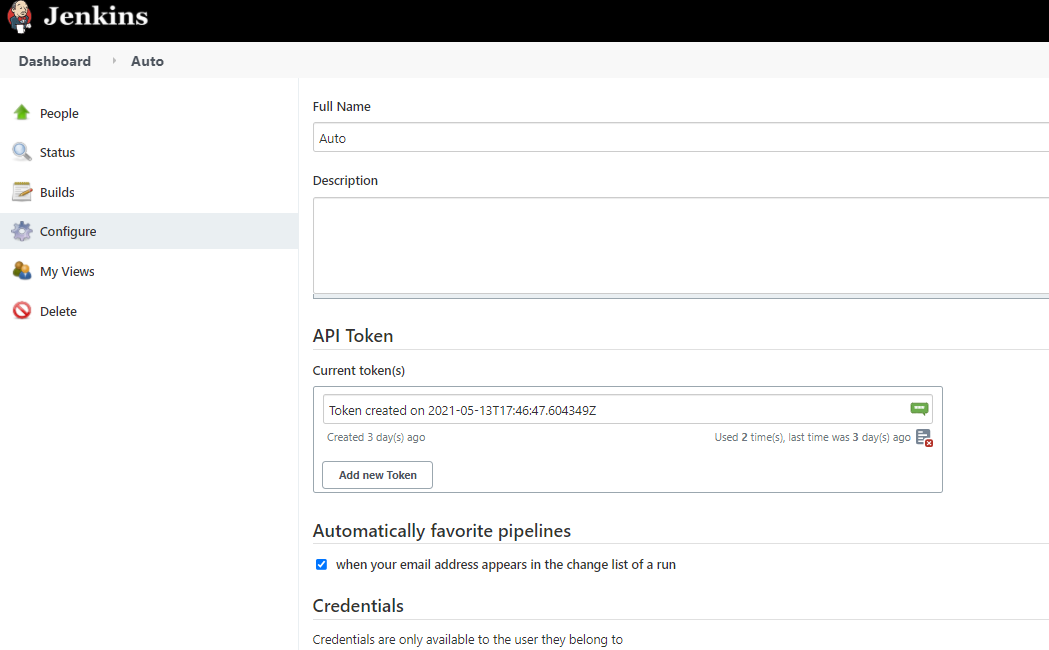 Jenkins
Dashboard Auto
People
Status
Builds
Configure
My Views
Delete
Full Name
Auto
Description
API Token
Current token(s)
Token created on 2021-05-13T17:46:47.604349Z
Created 3 day(s) ago
Used 2 time(s), last time was 3 day(s) ago
Add new Token
Automatically favorite pipelines
when your email address appears in the change list of a run
Credentials
Credentials are only available to the user they belong to